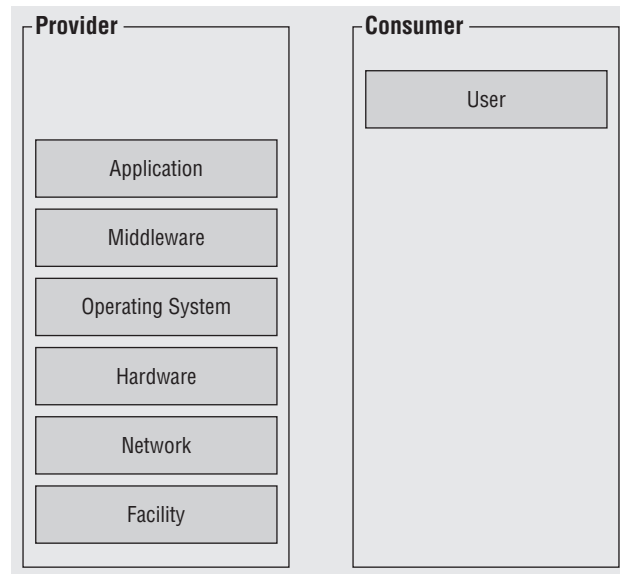 Provider
Application
Middleware
Operating System
Hardware
Network
Facility
Consumer
User